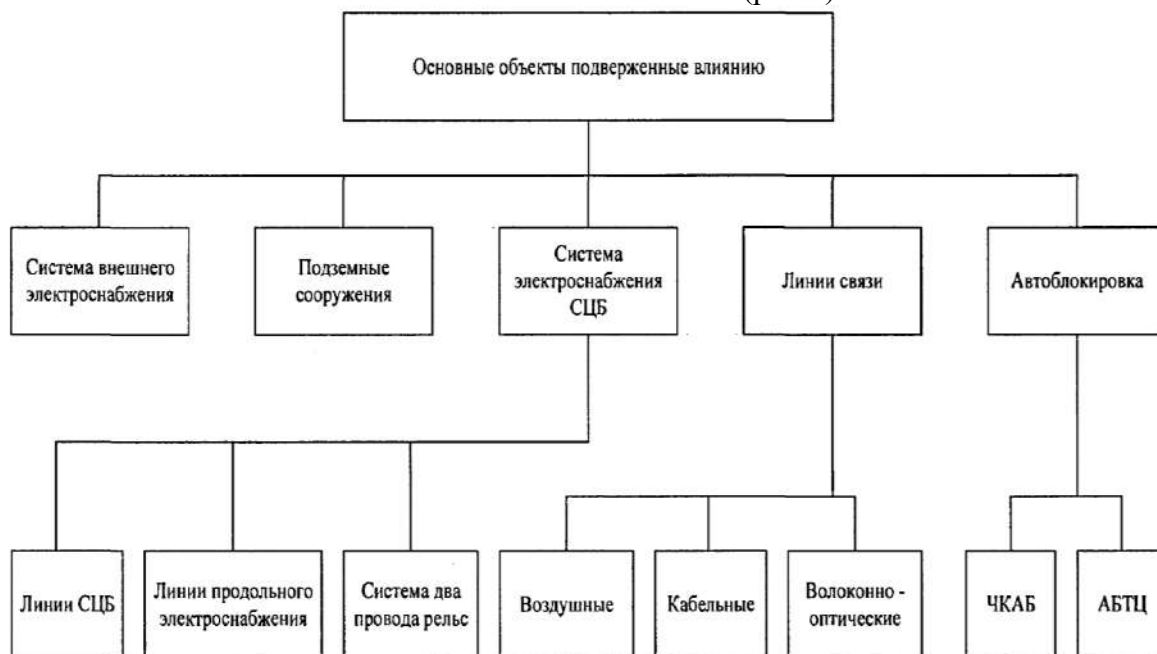 Основные объекты подверженные влиянию
Система внешнего
электроснабжения
Подземные
сооружения
Система
электроснабжения
СЦБ
Линии связи
Автоблокировка
Линии СЦБ
Линии продольного
электроснабжения
Система два
провода рельс
Воздушные
Кабельные
Волоконно -
оптические
ЧКАБ
АБТЦ